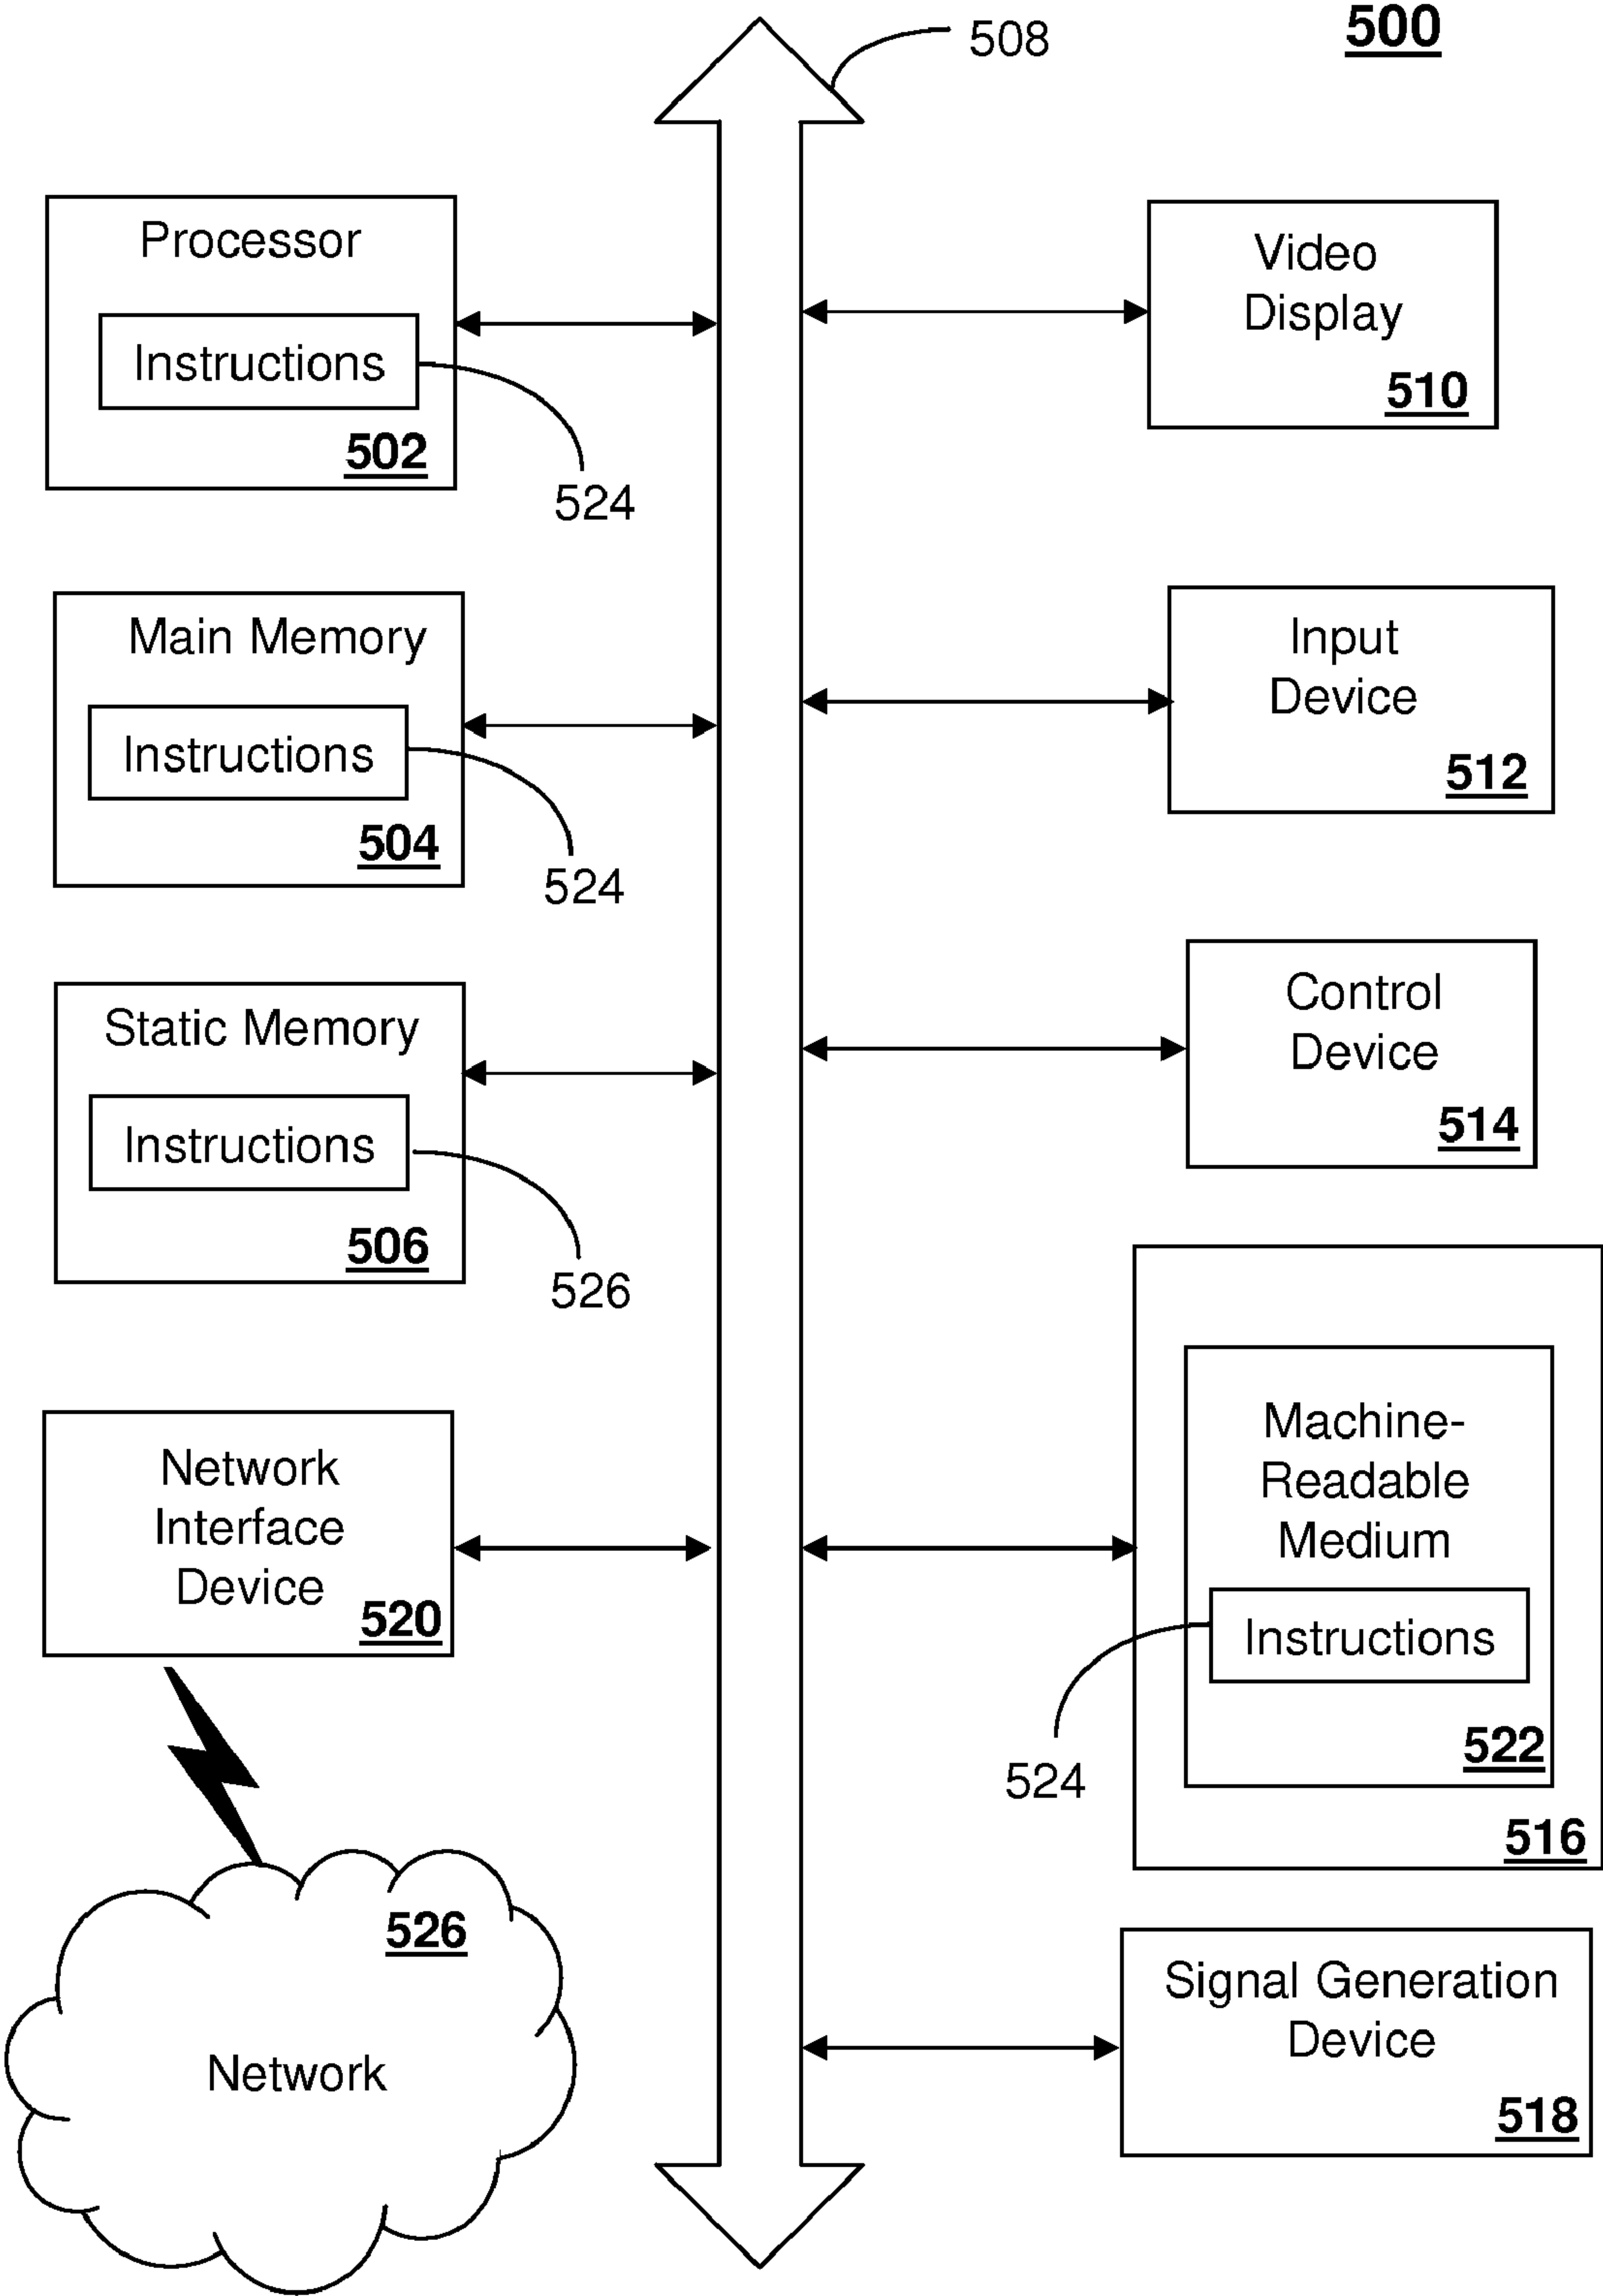 508
500
Processor
Instructions
502
524
Video
Display
510
Main Memory
Instructions
504
524
Input
Device
512
Static Memory
Instructions
506
526
Control
Device
514
Network
Interface
Device
520
Machine-
Readable
Medium
Instructions
522
524
516
526
Network
Signal Generation
Device
518